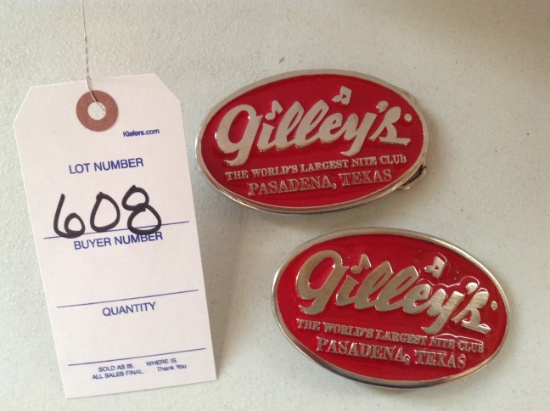 Kiefers.com
LOT NUMBER
608
BUYER NUMBER
QUANTITY
SOLD AS IS. WHERE IS.
ALL SALES FINAL. Thank You
Gilley's
THE WORLD'S LARGEST NITE CLUB
PASADENA, TEXAS
Gilley's
THE WORLD'S LARGEST NITE CLUB
PASADENA, TEXAS